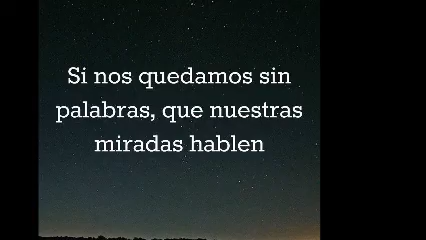 Si nos quedamos sin
palabras, que nuestras
miradas hablen